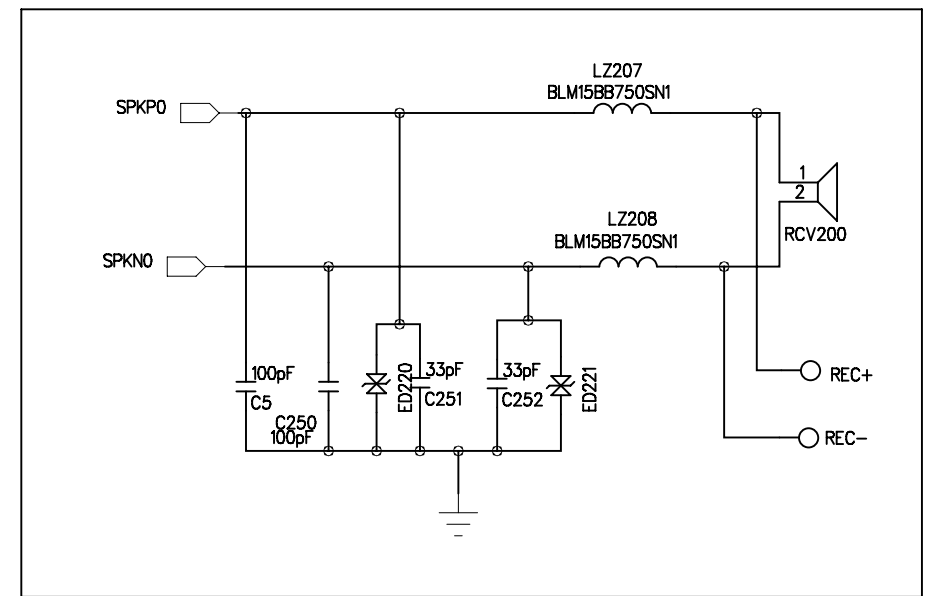 LZ207
BLM15BB750SN1
SPKP0
1
2
LZ208
BLM15BB750SN1
RCV200
SPKN0
100pF
C5
C250
100pF
ED220
33pF
C251
33pF
C252
ED221
REC+
REC-